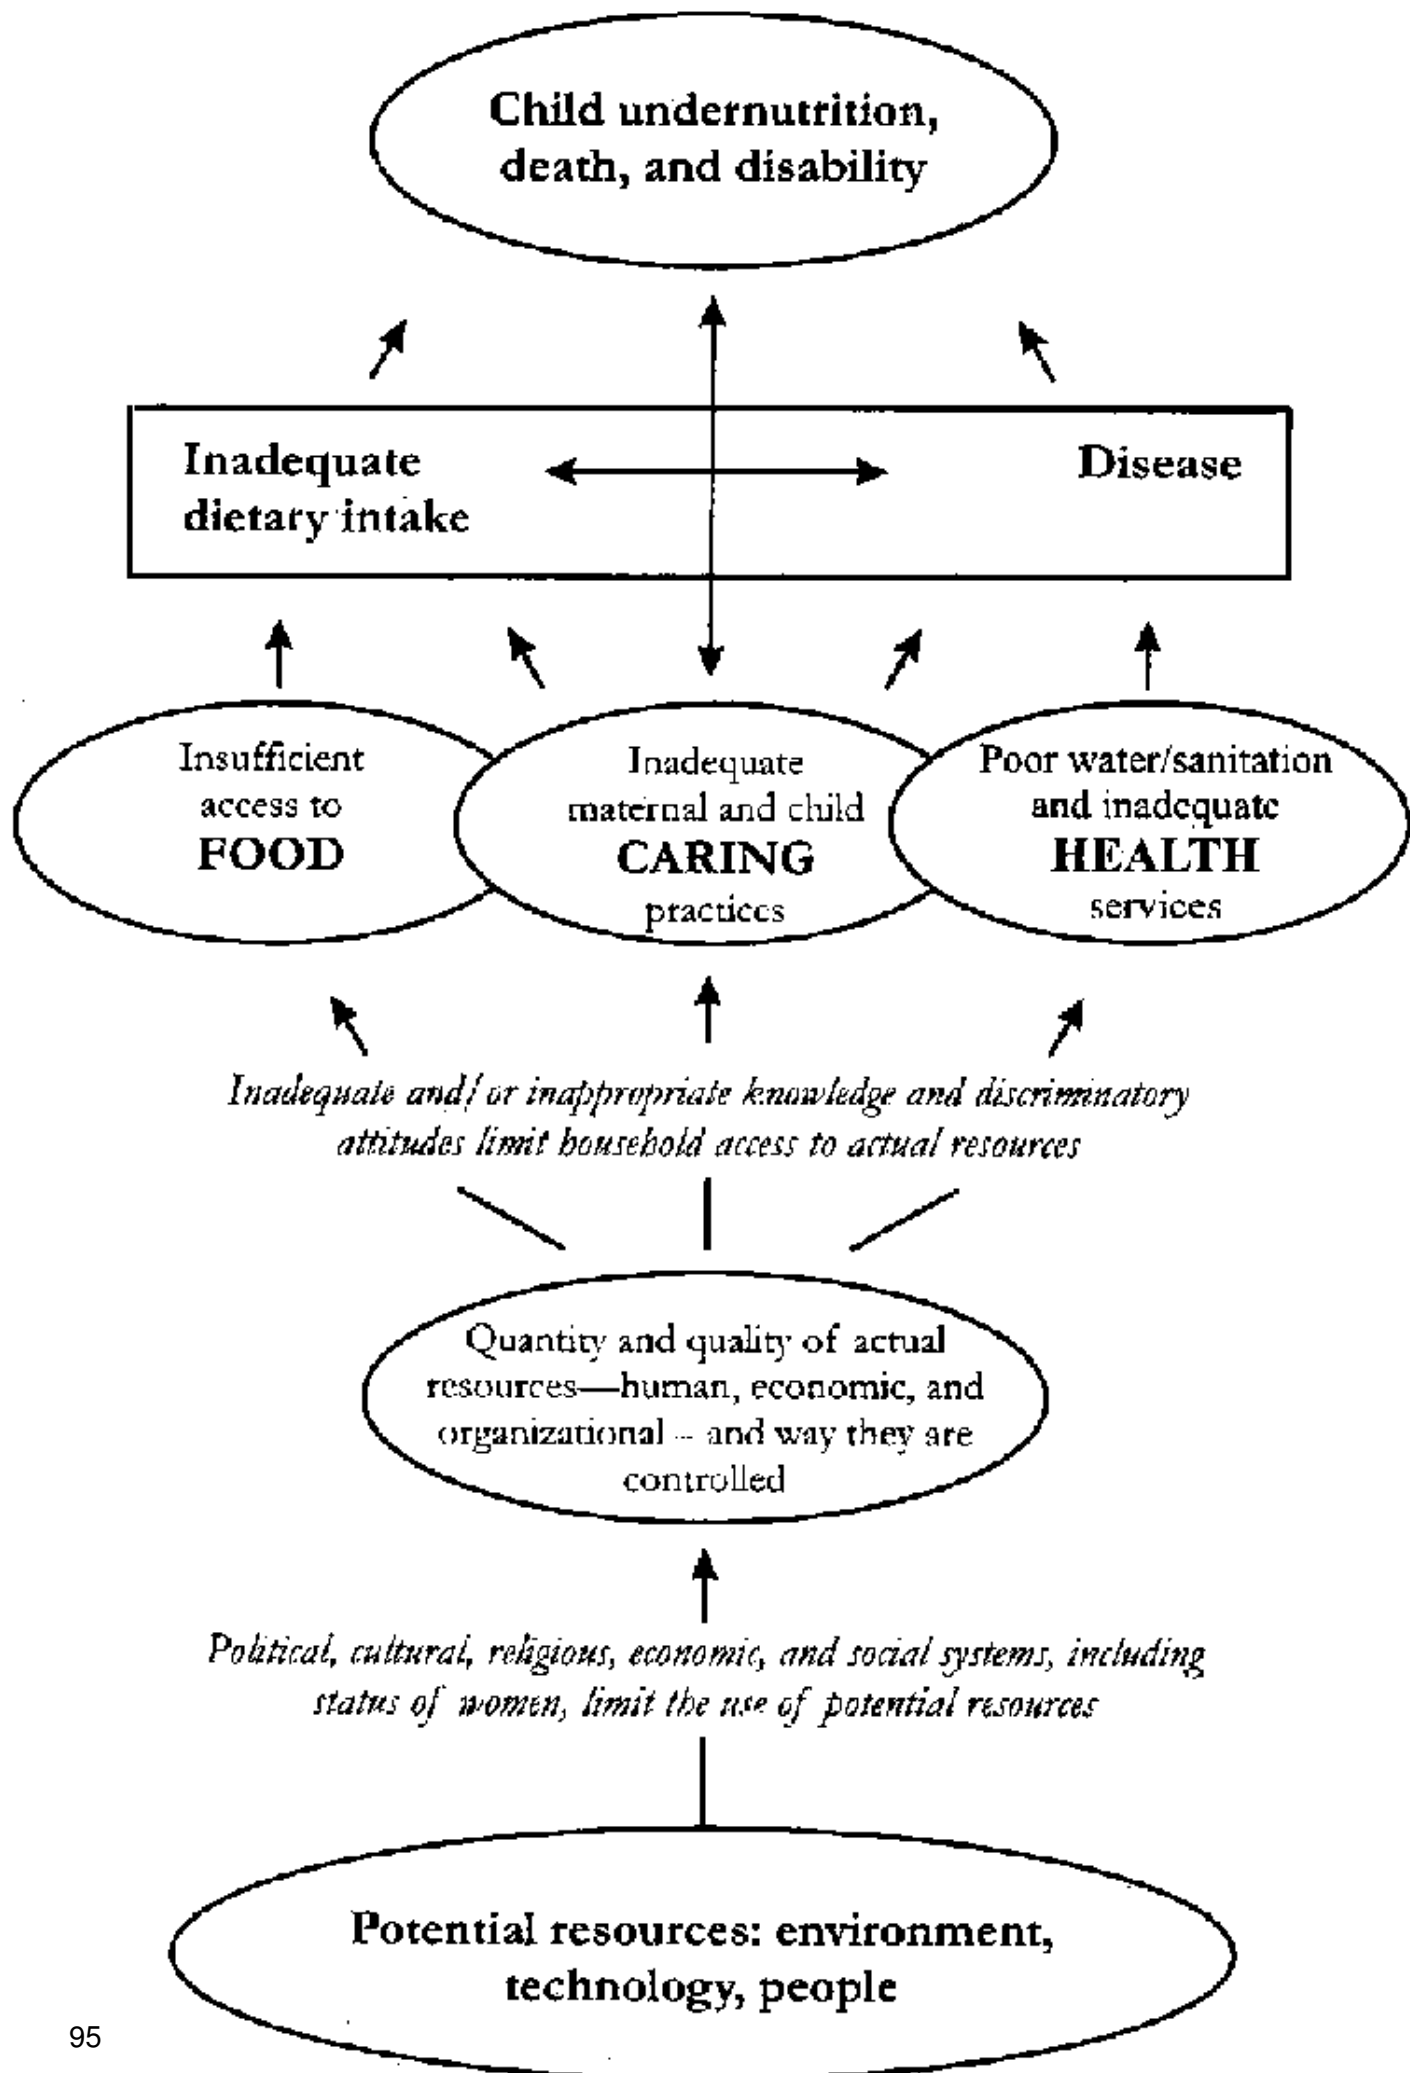 Child undernutrition,
death, and disability
Inadequate
dietary intake
Disease
Insufficient
access to
FOOD
Inadequate
maternal and child
CARING
practices
Poor water/sanitation
and inadequate
HEALTH
services
Inadequate and/or inappropriate knowledge and discriminatory
attitudes limit household access to actual resources
Quantity and quality of actual
resources—human, economic, and
organizational – and way they are
controlled
Political, cultural, religious, economic, and social systems, including
status of women, limit the use of potential resources
Potential resources: environment,
technology, people
95